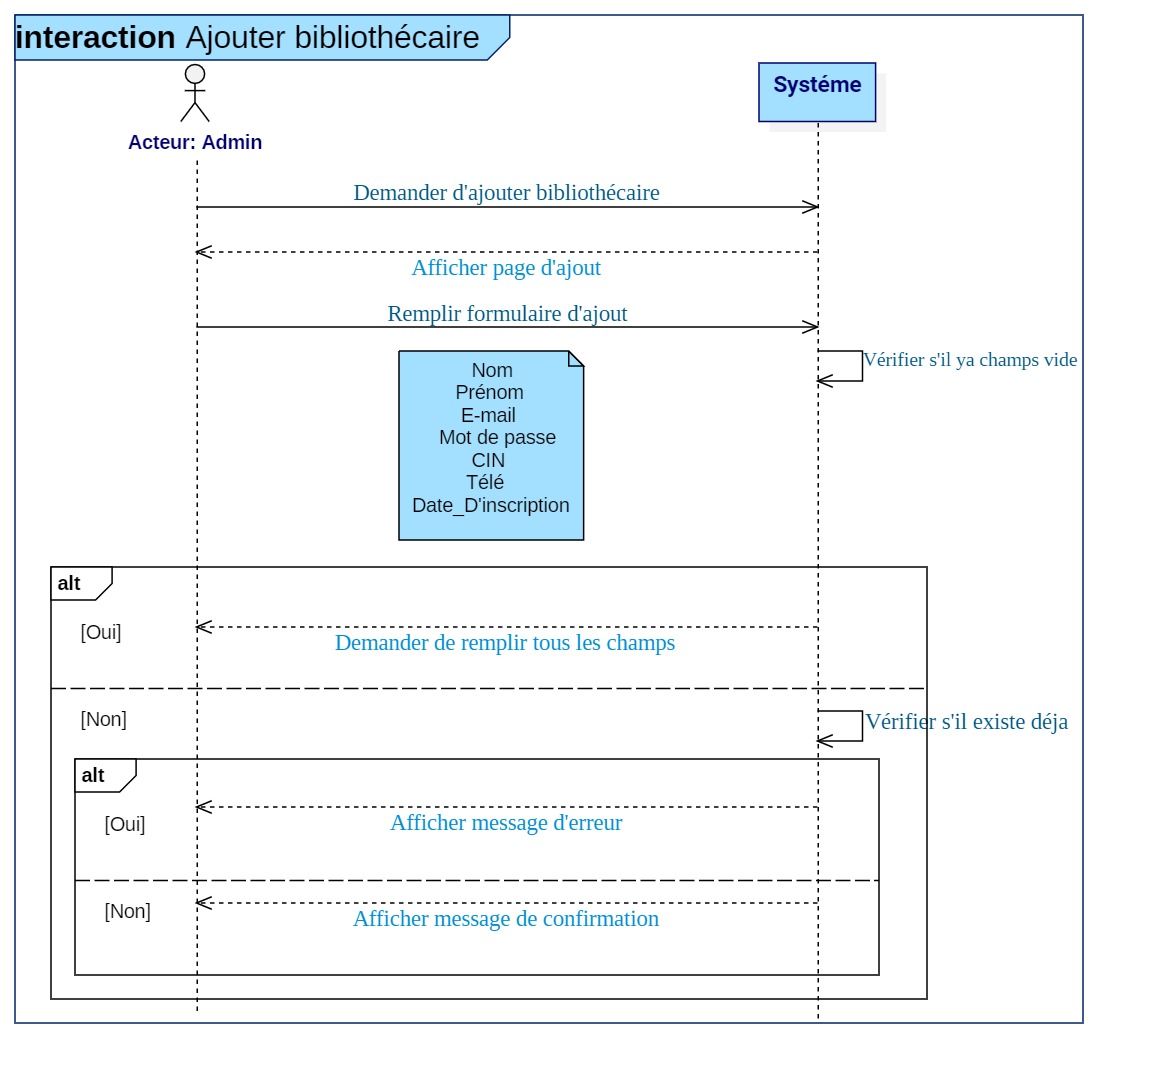 interaction Ajouter bibliothécaire
Systéme
Acteur: Admin
Demander d'ajouter bibliothécaire
Afficher page d'ajout
Remplir formulaire d'ajout
Vérifier s'il ya champs vide
Nom
Prénom
E-mail
Mot de passe
CIN
Télé
Date_D'inscription
alt
[Oui]
Demander de remplir tous les champs
[Non]
Vérifier s'il existe déja
alt
[Oui]
Afficher message d'erreur
[Non]
Afficher message de confirmation